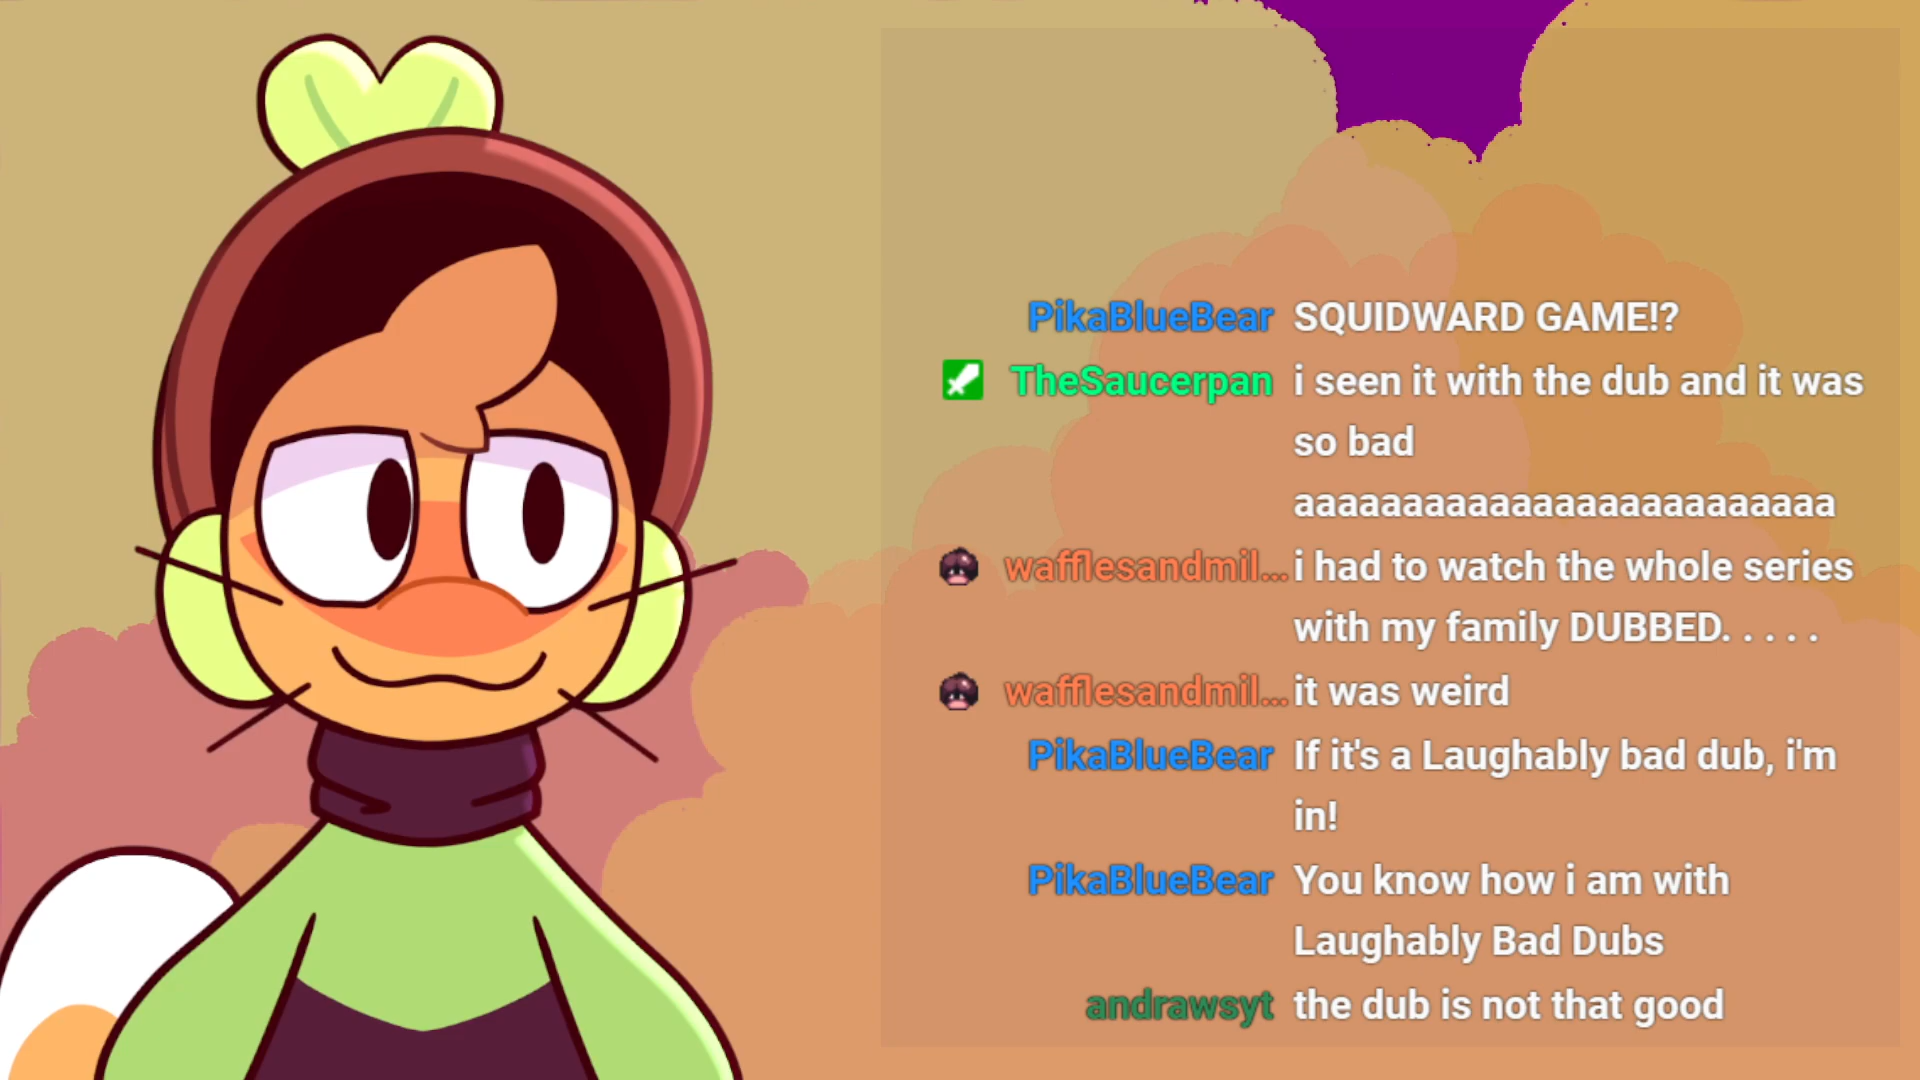 PikaBlueBear SQUIDWARD GAME!?
TheSaucerpan i seen it with the dub and it was
so bad
aaaaaaaaaaaaaaaaaaaaaaaaa
wafflesandmil... i had to watch the whole series
with my family DUBBED. . . . .
wafflesandmil... it was weird
PikaBlueBear If it's a Laughably bad dub, i'm
in!
PikaBlueBear You know how i am with
Laughably Bad Dubs
andrawsyt the dub is not that good